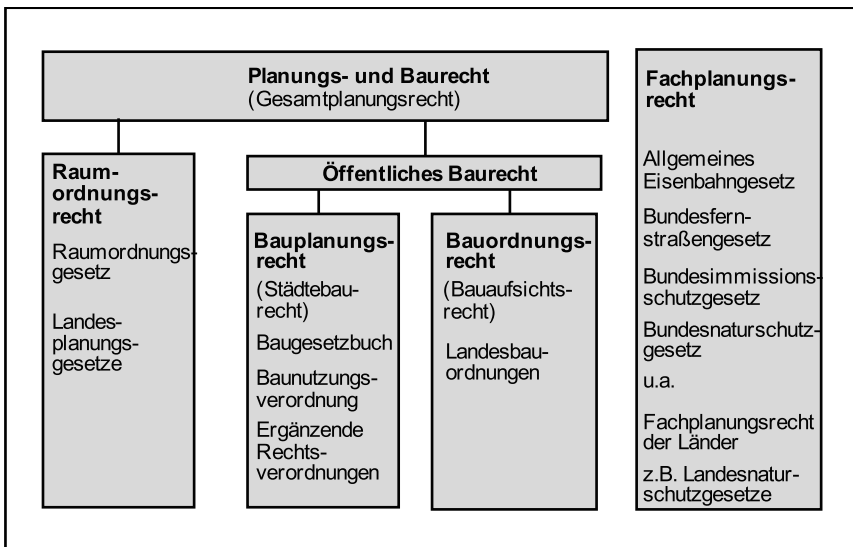 Planungs- und Baurecht
(Gesamtplanungsrecht)
Raum-
ordnungs-
recht
Raumordnungs-
gesetz
Landes-
planungs-
gesetze
Öffentliches Baurecht
Bauplanungs-
recht
(Städtebau-
recht)
Baugesetzbuch
Baunutzungs-
verordnung
Ergänzende
Rechts-
verordnungen
Bauordnungs-
recht
(Bauaufsichts-
recht)
Landesbau-
ordnungen
Fachplanungs-
recht
Allgemeines
Eisenbahngesetz
Bundesfern-
straßengesetz
Bundesimmissions-
schutzgesetz
Bundesnaturschutz-
gesetz
u.a.
Fachplanungsrecht
der Länder
z.B. Landesnatur-
schutzgesetze